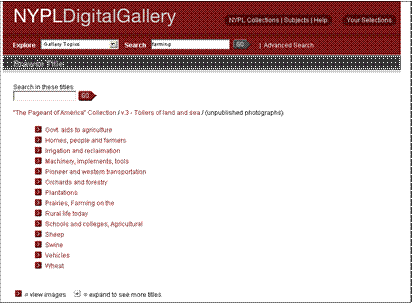 NYPLDigitalGallery
NYPL Collections | Subjects | Help
Your Selections
Explore Gallery Topics Search farming GO | Advanced Search
Titles
Search in these titles
GO
"The Pageant of America" Collection / v.3 - Toilers of land and sea / (unpublished photographs)
Govt. aids to agriculture
Homes, people and farmers
Irrigation and reclaimation
Machinery, implements, tools
Pioneer and western transportation
Orchards and forestry
Plantations
Prairies, Farming on the
Rural life today
Schools and colleges, Agricultural
Sheep
Swine
Vehicles
Wheat
= view images + = expand to see more titles